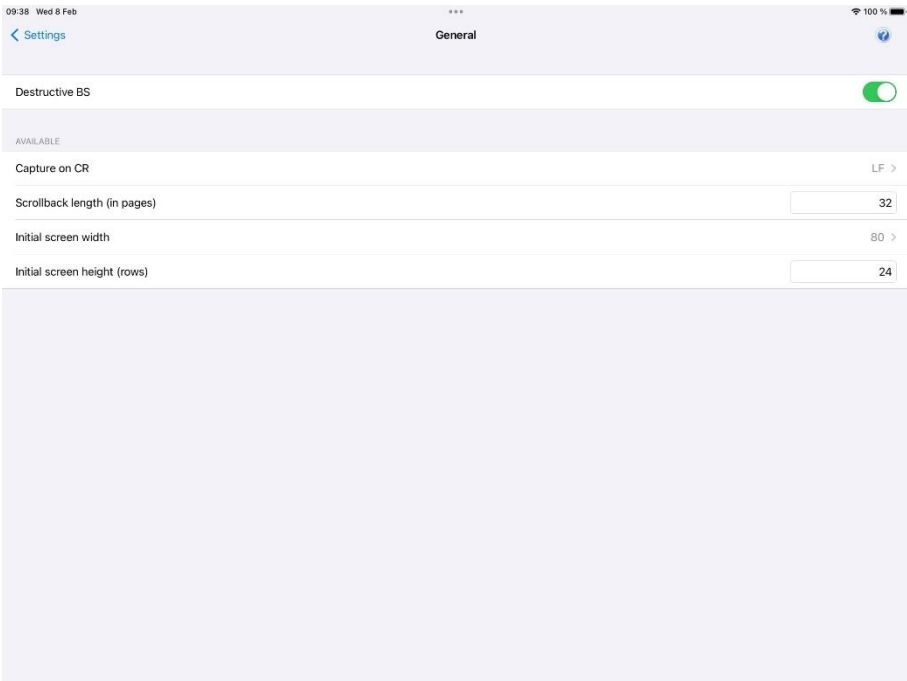 09:38 Wed 8 Feb 100 %
Settings General ?
Destructive BS
AVAILABLE
Capture on CR LF
Scrollback length (in pages) 32
Initial screen width 80
Initial screen height (rows) 24